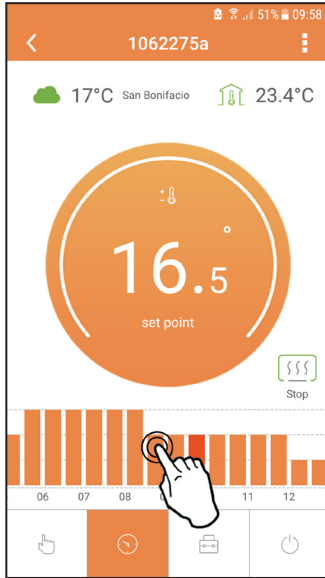 51% 09:58
1062275a
17°C San Bonifacio 23.4°C
16.5°
set point
Stop
06 07 08 11 12